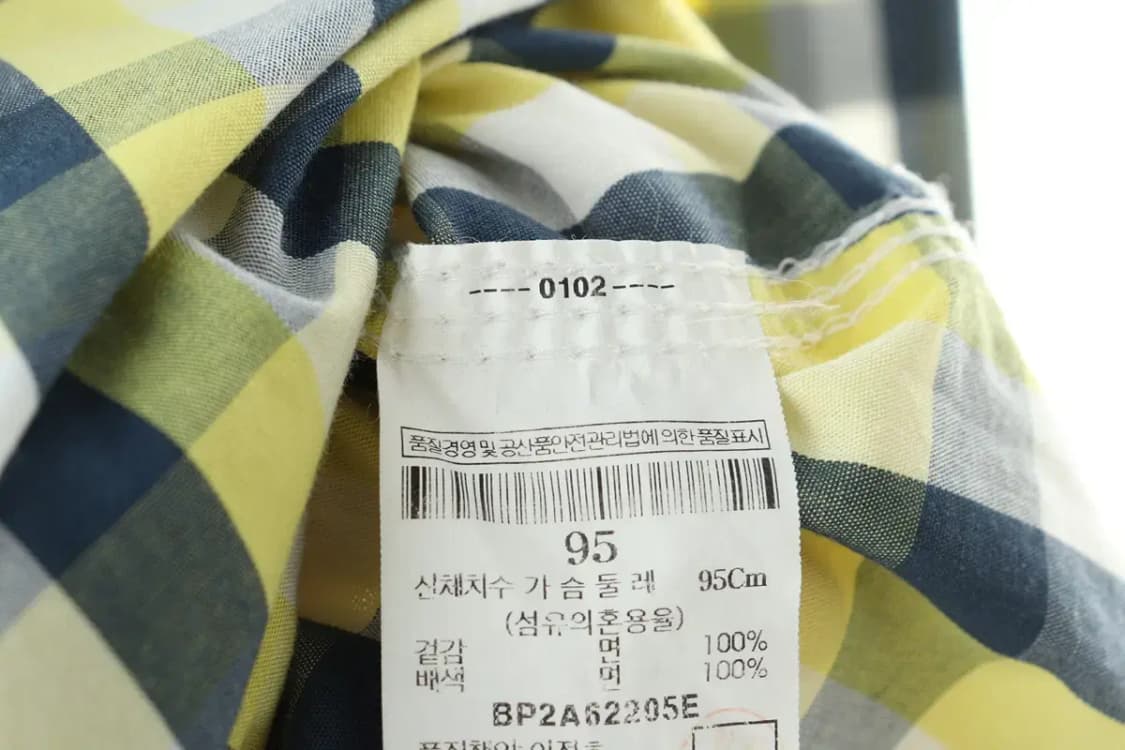 ---- 0102 ----
품질경영 및 공산품안전관리법에 의한 품질표시
95
신체치수 가 슴 둘 레 95Cm
(섬유의혼용율)
겉감 면 100%
배색 면 100%
BP2A62205E